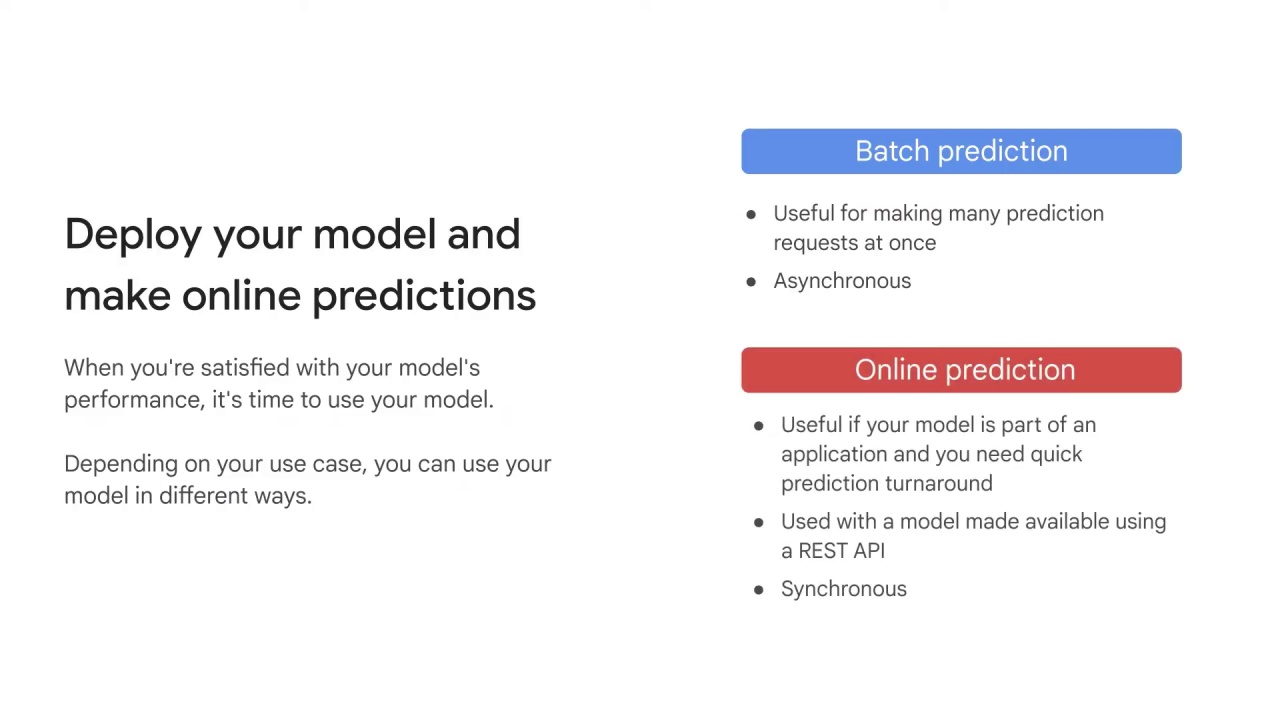 Deploy your model and
make online predictions
When you're satisfied with your model's
performance, it's time to use your model.
Depending on your use case, you can use your
model in different ways.
Batch prediction
● Useful for making many prediction
requests at once
● Asynchronous
Online prediction
● Useful if your model is part of an
application and you need quick
prediction turnaround
● Used with a model made available using
a REST API
● Synchronous